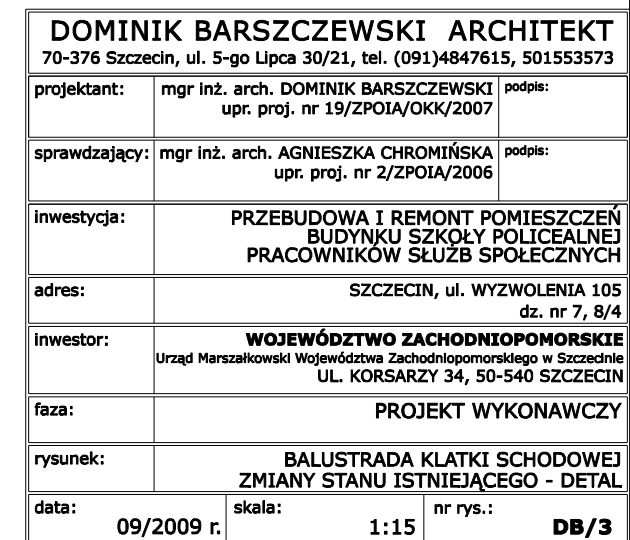 DOMINIK BARSZCZEWSKI ARCHITEKT
70-376 Szczecin, ul. 5-go Lipca 30/21, tel. (091)4847615, 501553573
projektant: mgr inż. arch. DOMINIK BARSZCZEWSKI podpis:
upr. proj. nr 19/ZPOIA/OKK/2007
sprawdzający: mgr inż. arch. AGNIESZKA CHROMIŃSKA podpis:
upr. proj. nr 2/ZPOIA/2006
inwestycja: PRZEBUDOWA I REMONT POMIESZCZEŃ
BUDYNKU SZKOŁY POLICEALNEJ
PRACOWNIKÓW SŁUŻB SPOŁECZNYCH
adres: SZCZECIN, ul. WYZWOLENIA 105
dz. nr 7, 8/4
inwestor: WOJEWÓDZTWO ZACHODNIOPOMORSKIE
Urząd Marszałkowski Województwa Zachodniopomorskiego w Szczecinie
UL. KORSARZY 34, 50-540 SZCZECIN
faza: PROJEKT WYKONAWCZY
rysunek: BALUSTRADA KLATKI SCHODOWEJ
ZMIANY STANU ISTNIEJĄCEGO - DETAL
data: skala: nr rys.:
09/2009 r. 1:15 DB/3